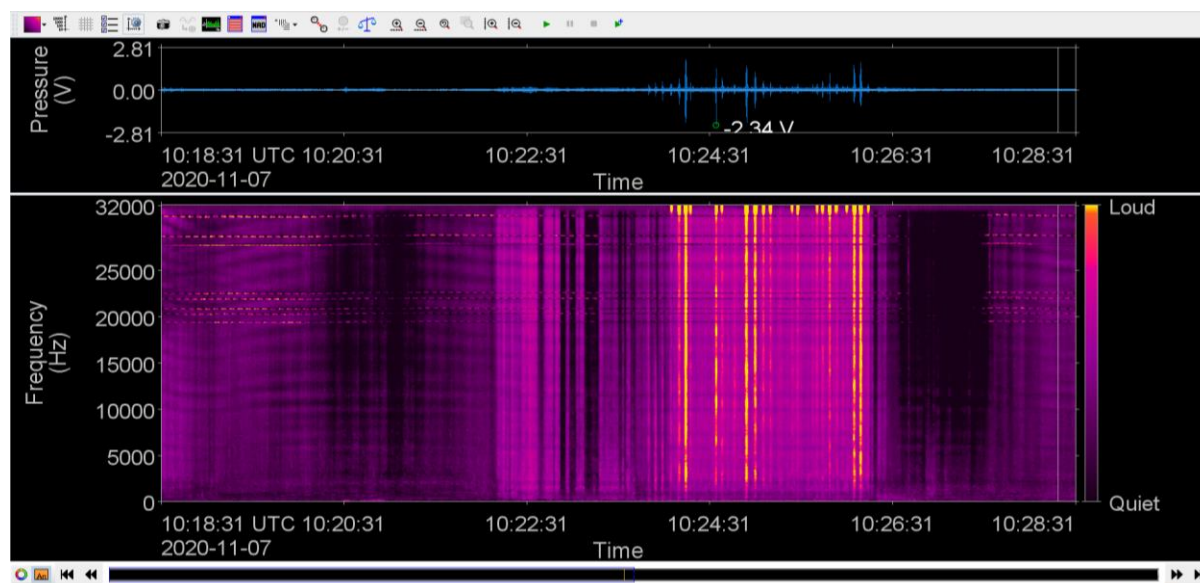 NAD
Pressure
(V)
2.81
0.00
-2.81
-2.34 V
10:18:31 UTC 10:20:31 10:22:31 10:24:31 10:26:31 10:28:31
2020-11-07
Time
Frequency
(Hz)
32000
25000
20000
15000
10000
5000
0
Loud
Quiet
10:18:31 UTC 10:20:31 10:22:31 10:24:31 10:26:31 10:28:31
2020-11-07
Time